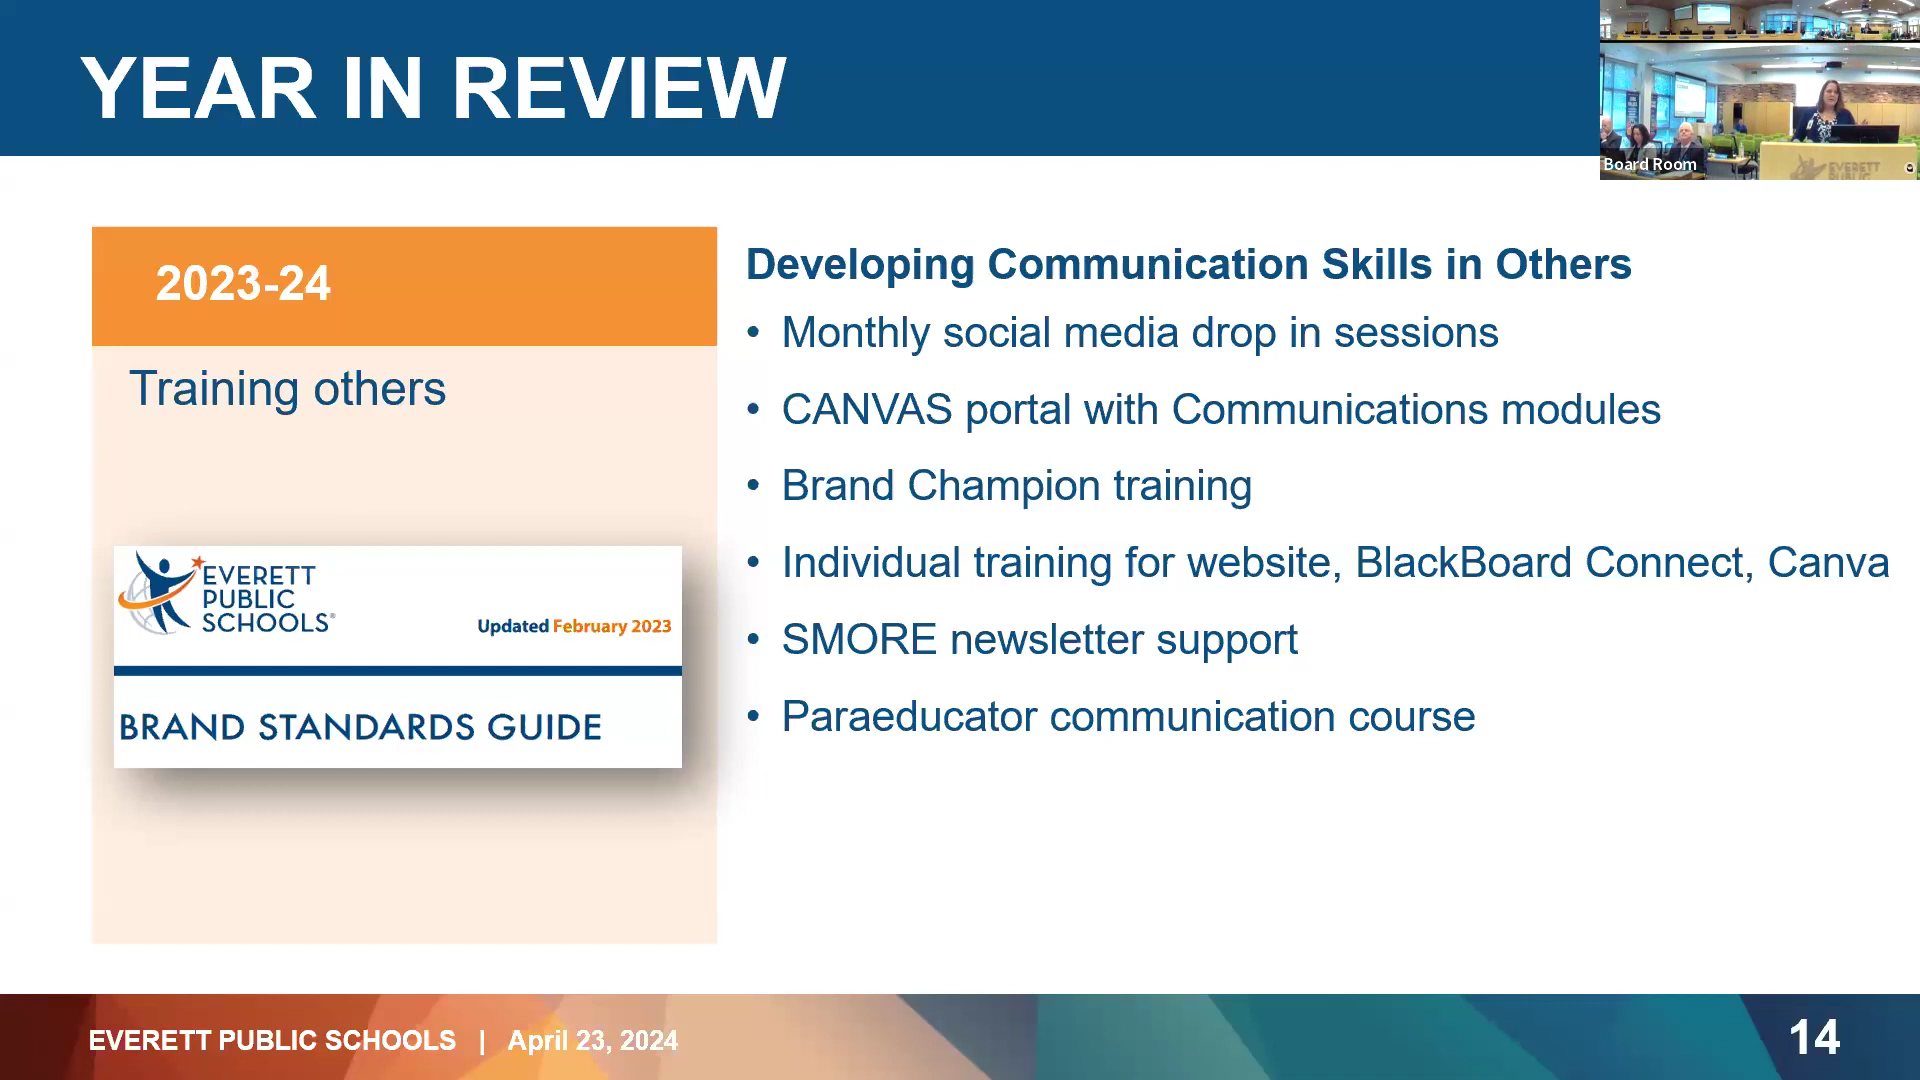 YEAR IN REVIEW
Board Room
EVERETT
2023-24
Training others
EVERETT
PUBLIC
SCHOOLS®
Updated February 2023
BRAND STANDARDS GUIDE
Developing Communication Skills in Others
• Monthly social media drop in sessions
• CANVAS portal with Communications modules
• Brand Champion training
• Individual training for website, BlackBoard Connect, Canva
• SMORE newsletter support
• Paraeducator communication course
EVERETT PUBLIC SCHOOLS | April 23, 2024
14